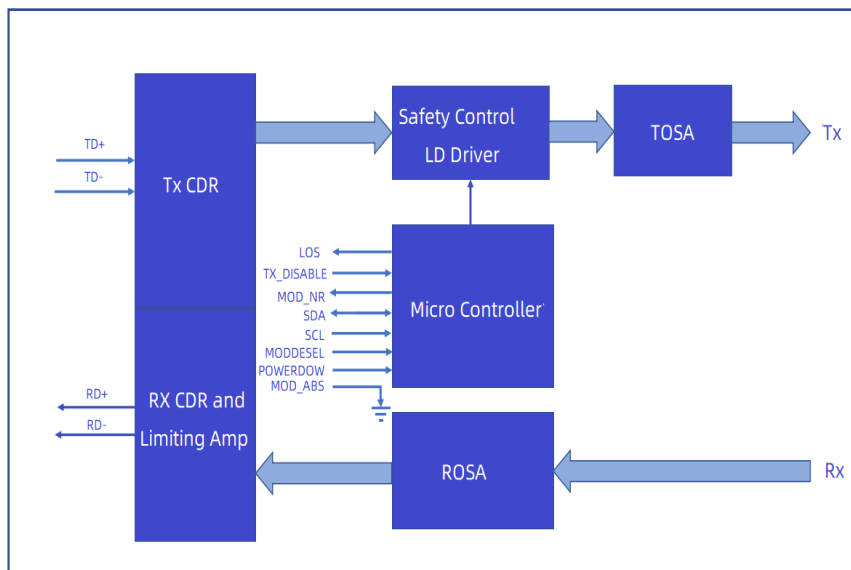 Safety Control
LD Driver
TOSA
Tx
TD+
TD-
Tx CDR
LOS
TX_DISABLE
MOD_NR
SDA
SCL
MODDESEL
POWERDOW
MOD_ABS
Micro Controller
RD+
RD-
RX CDR and
Limiting Amp
ROSA
Rx